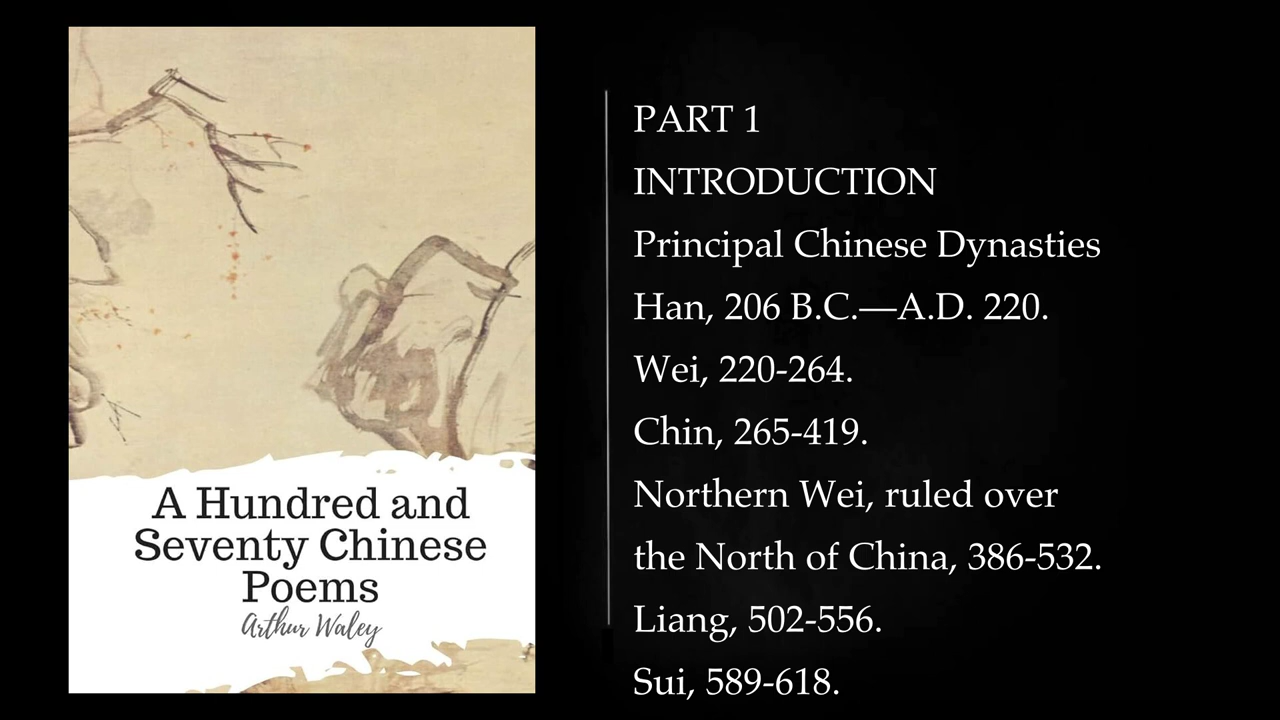 A Hundred and
Seventy Chinese
Poems
Arthur Waley
PART 1
INTRODUCTION
Principal Chinese Dynasties
Han, 206 B.C.—A.D. 220.
Wei, 220-264.
Chin, 265-419.
Northern Wei, ruled over
the North of China, 386-532.
Liang, 502-556.
Sui, 589-618.